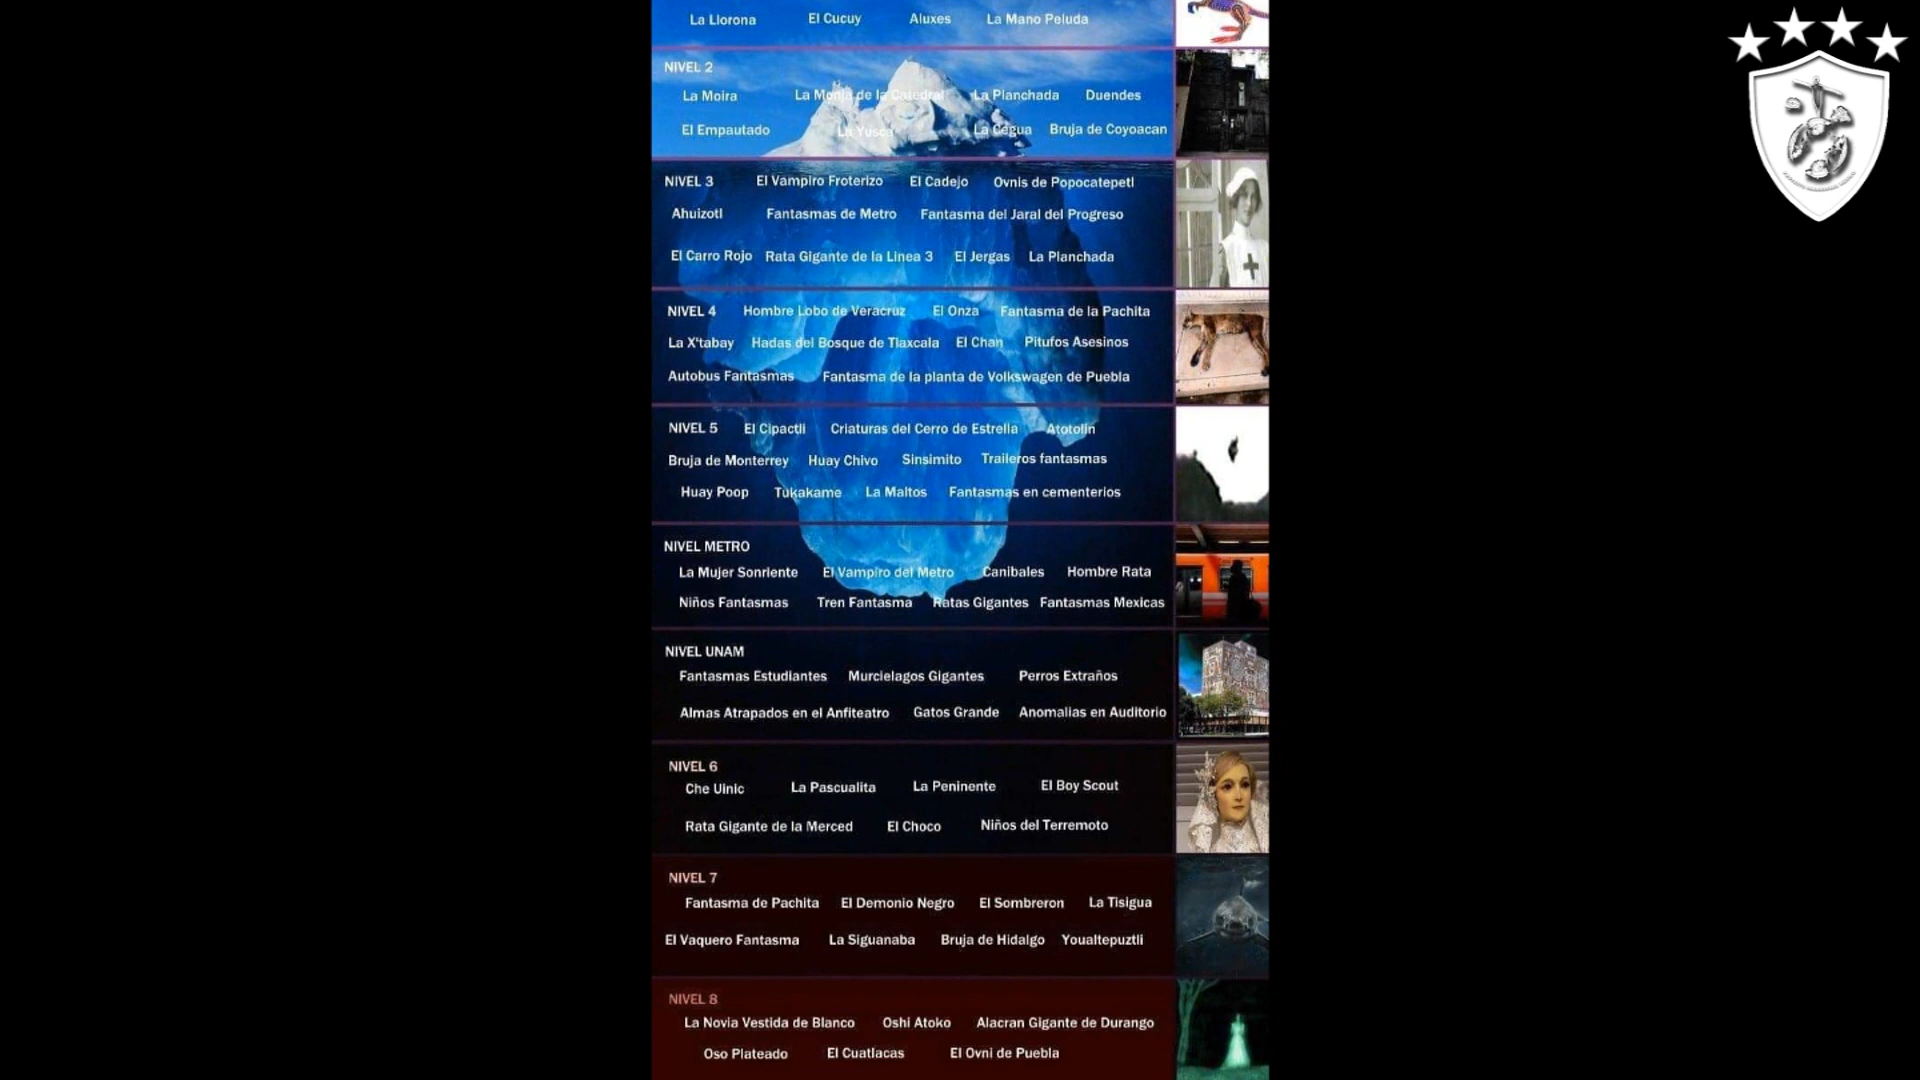 La Llorona El Cucuy Aluxes La Mano Peluda
NIVEL 2
La Moira La Monja de la Catedral La Planchada Duendes
El Empautado La Yusca La Cegua Bruja de Coyoacan
NIVEL 3 El Vampiro Froterizo El Cadejo Ovnis de Popocatepetl
Ahuizotl Fantasmas de Metro Fantasma del Jaral del Progreso
El Carro Rojo Rata Gigante de la Linea 3 El Jergas La Planchada
NIVEL 4 Hombre Lobo de Veracruz El Onza Fantasma de la Pachita
La X'tabay Hadas del Bosque de Tlaxcala El Chan Pitufos Asesinos
Autobus Fantasmas Fantasma de la planta de Volkswagen de Puebla
NIVEL 5 El Cipactli Criaturas del Cerro de Estrella Atotolin
Bruja de Monterrey Huay Chivo Sinsimito Traileros fantasmas
Huay Poop Tukakame La Maltos Fantasmas en cementerios
NIVEL METRO
La Mujer Sonriente El Vampiro del Metro Canibales Hombre Rata
Niños Fantasmas Tren Fantasma Ratas Gigantes Fantasmas Mexicas
NIVEL UNAM
Fantasmas Estudiantes Murcielagos Gigantes Perros Extraños
Almas Atrapados en el Anfiteatro Gatos Grande Anomalias en Auditorio
NIVEL 6
Che Uinic La Pascualita La Peninente El Boy Scout
Rata Gigante de la Merced El Choco Niños del Terremoto
NIVEL 7
Fantasma de Pachita El Demonio Negro El Sombreron La Tisigua
El Vaquero Fantasma La Siguanaba Bruja de Hidalgo Youaltepuztli
NIVEL 8
La Novia Vestida de Blanco Oshi Atoko Alacran Gigante de Durango
Oso Plateado El Cuatlacas El Ovni de Puebla